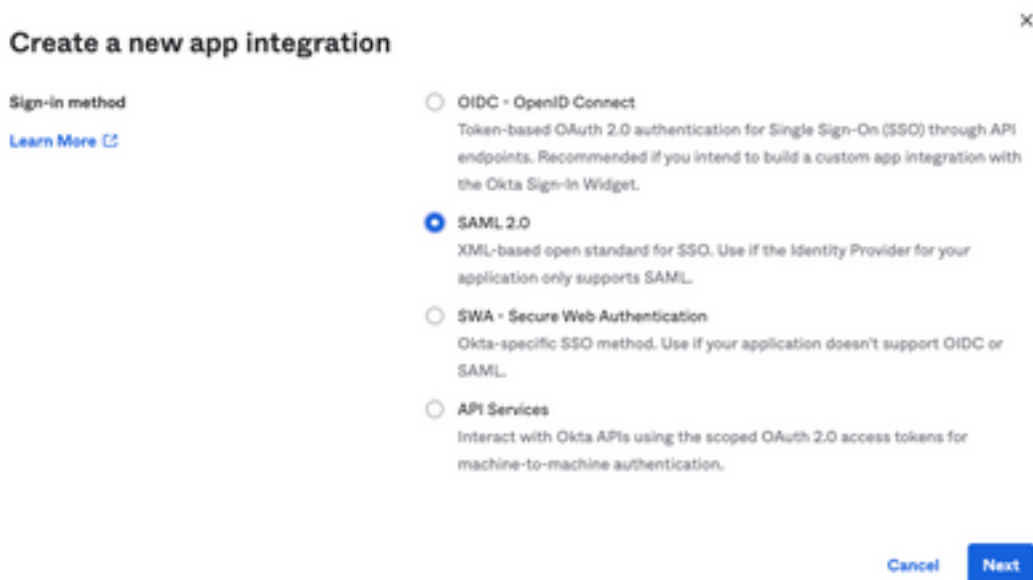 Create a new app integration
Sign-in method
Learn More
OIDC - OpenID Connect
Token-based OAuth 2.0 authentication for Single Sign-On (SSO) through API
endpoints. Recommended if you intend to build a custom app integration with
the Okta Sign-In Widget.
SAML 2.0
XML-based open standard for SSO. Use if the Identity Provider for your
application only supports SAML.
SWA - Secure Web Authentication
Okta-specific SSO method. Use if your application doesn't support OIDC or
SAML.
API Services
Interact with Okta APIs using the scoped OAuth 2.0 access tokens for
machine-to-machine authentication.
Cancel
Next